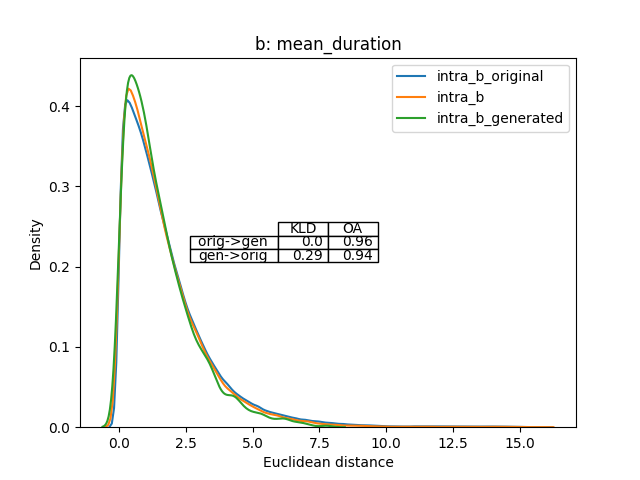 b: mean_duration
intra_b_original
intra_b
intra_b_generated
KLD OA
orig->gen 0.0 0.96
gen->orig 0.29 0.94
Density
0.4
0.3
0.2
0.1
0.0
0.0 2.5 5.0 7.5 10.0 12.5 15.0
Euclidean distance